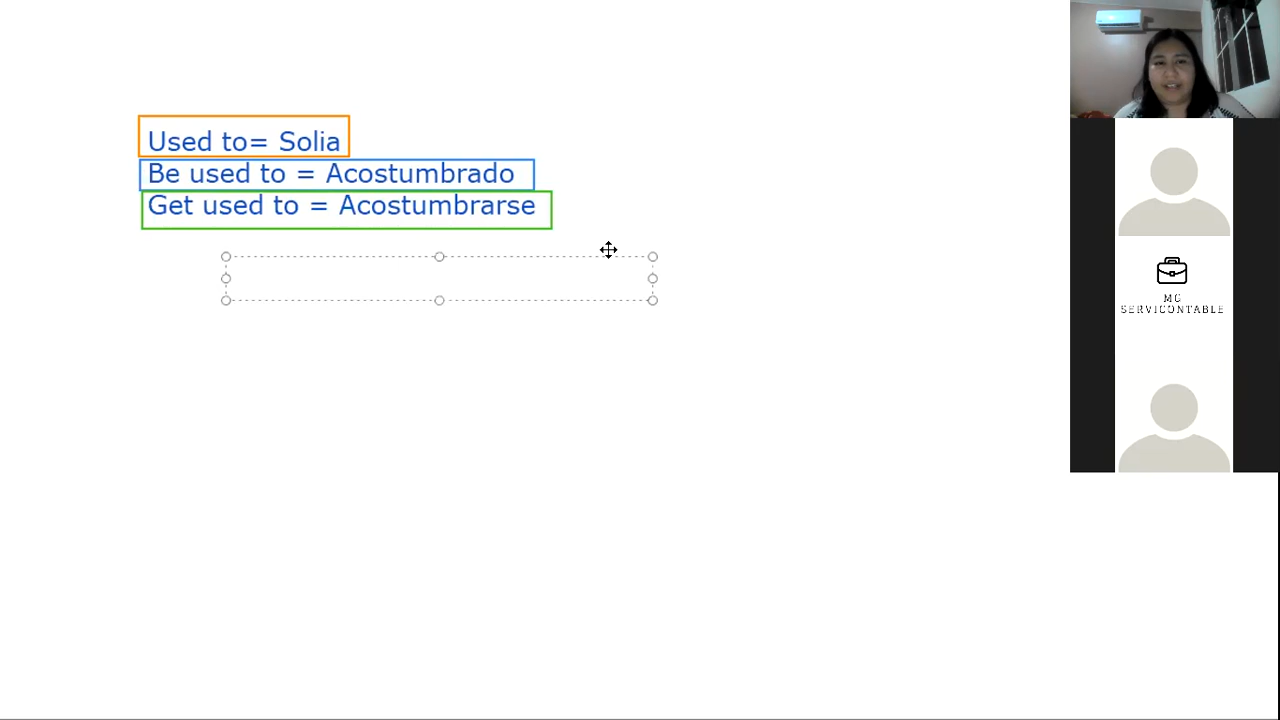 Used to= Solia
Be used to = Acostumbrado
Get used to = Acostumbrarse
MC
SERVICONTABLE